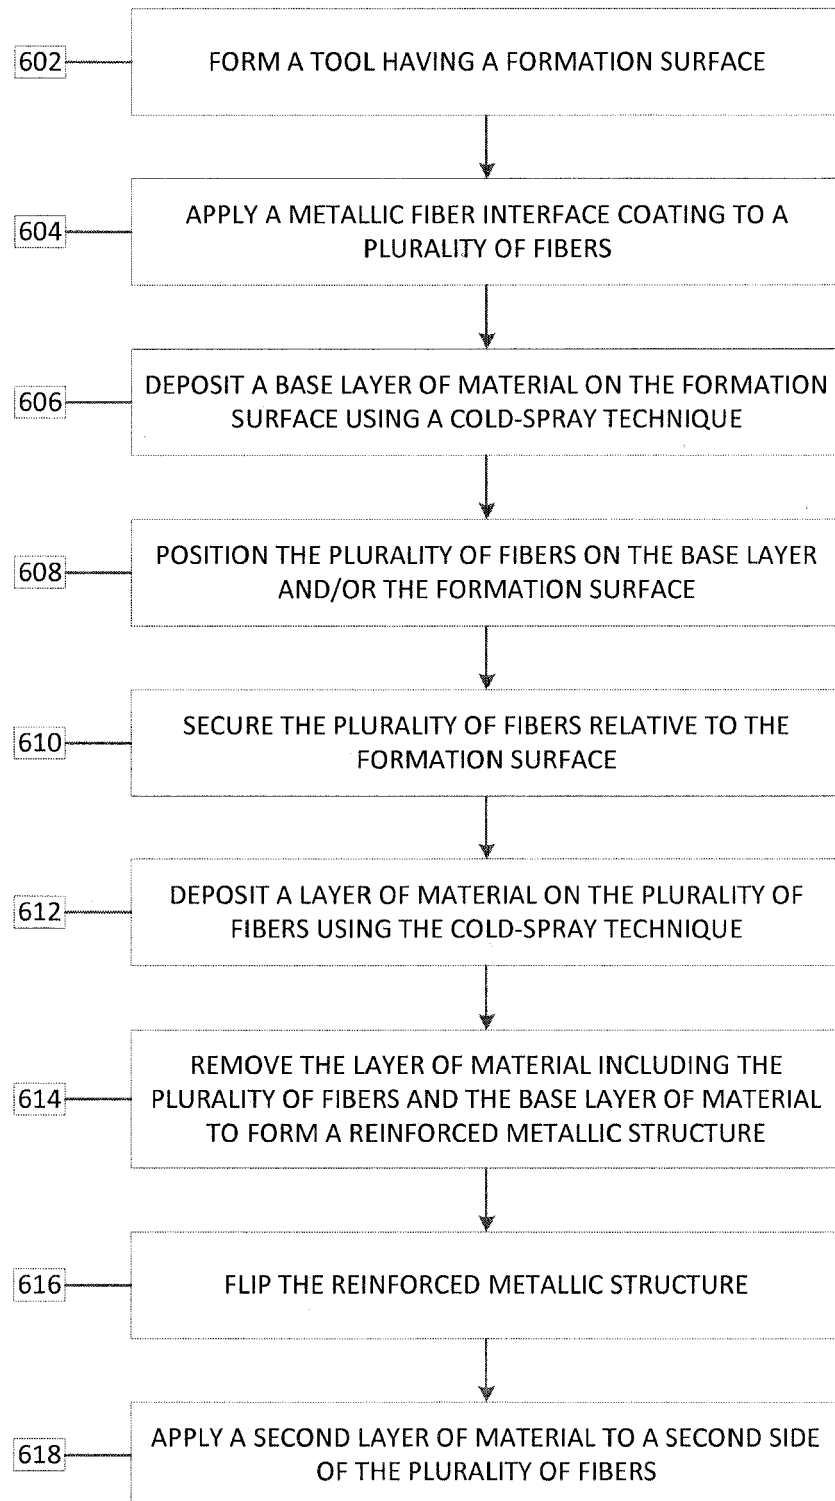 602
FORM A TOOL HAVING A FORMATION SURFACE
604
APPLY A METALLIC FIBER INTERFACE COATING TO A
PLURALITY OF FIBERS
606
DEPOSIT A BASE LAYER OF MATERIAL ON THE FORMATION
SURFACE USING A COLD-SPRAY TECHNIQUE
608
POSITION THE PLURALITY OF FIBERS ON THE BASE LAYER
AND/OR THE FORMATION SURFACE
610
SECURE THE PLURALITY OF FIBERS RELATIVE TO THE
FORMATION SURFACE
612
DEPOSIT A LAYER OF MATERIAL ON THE PLURALITY OF
FIBERS USING THE COLD-SPRAY TECHNIQUE
614
REMOVE THE LAYER OF MATERIAL INCLUDING THE
PLURALITY OF FIBERS AND THE BASE LAYER OF MATERIAL
TO FORM A REINFORCED METALLIC STRUCTURE
616
FLIP THE REINFORCED METALLIC STRUCTURE
618
APPLY A SECOND LAYER OF MATERIAL TO A SECOND SIDE
OF THE PLURALITY OF FIBERS